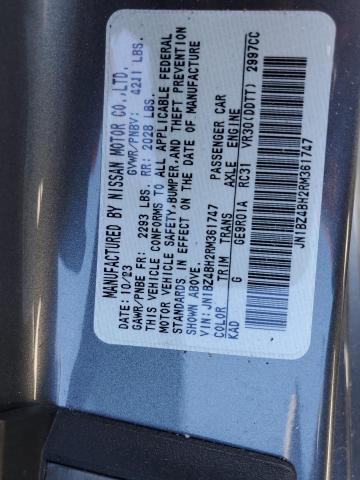 MANUFACTURED BY NISSAN MOTOR CO.,LTD.
10/23 GVWR/PNBV: 4211 LBS.
GAWR/PNBE FR: 2293 LBS. RR: 2028 LBS.
THIS VEHICLE CONFORMS TO ALL APPLICABLE FEDERAL
MOTOR VEHICLE SAFETY,BUMPER,AND THEFT PREVENTION
STANDARDS IN EFFECT ON THE DATE OF MANUFACTURE
SHOWN ABOVE.
VIN:JN1BZ4BH2RM361747 PASSENGER CAR
COLOR TRIM TRANS AXLE ENGINE
KAD G GE9R01A RC31 VR30(DDTT) 2997CC
JN1BZ4BH2RM361747